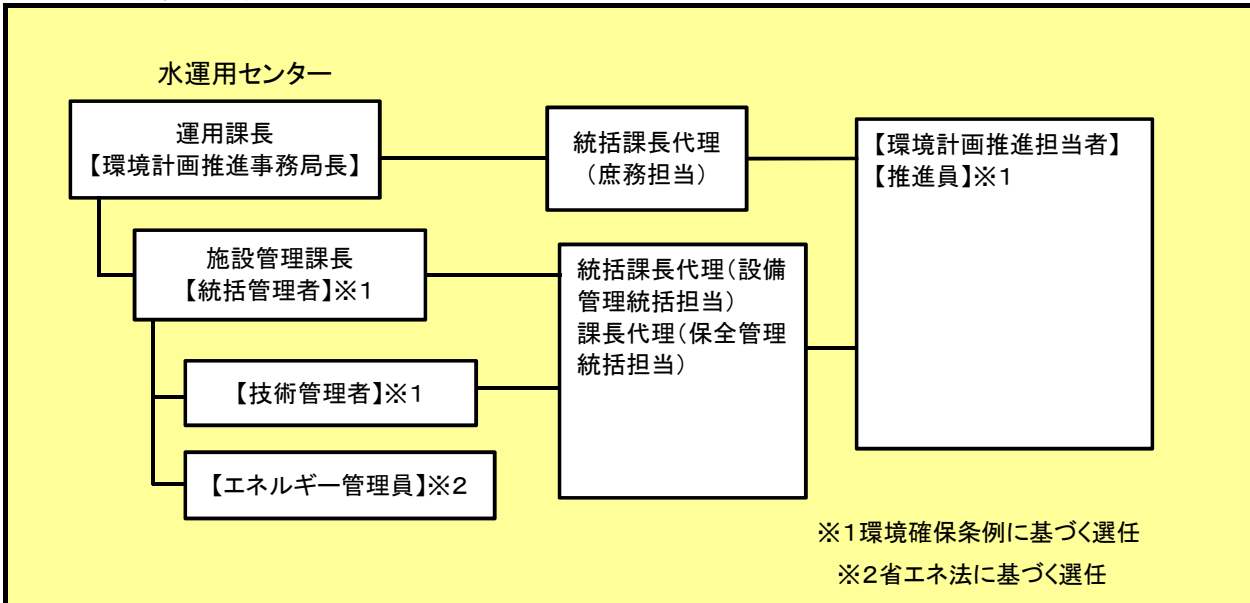 水運用センター
運用課長
【環境計画推進事務局長】
統括課長代理
（庶務担当）
【環境計画推進担当者】
【推進員】※１
施設管理課長
【統括管理者】※１
統括課長代理（設備
管理統括担当）
課長代理（保全管理
統括担当）
【技術管理者】※１
【エネルギー管理員】※２
※１環境確保条例に基づく選任
※２省エネ法に基づく選任